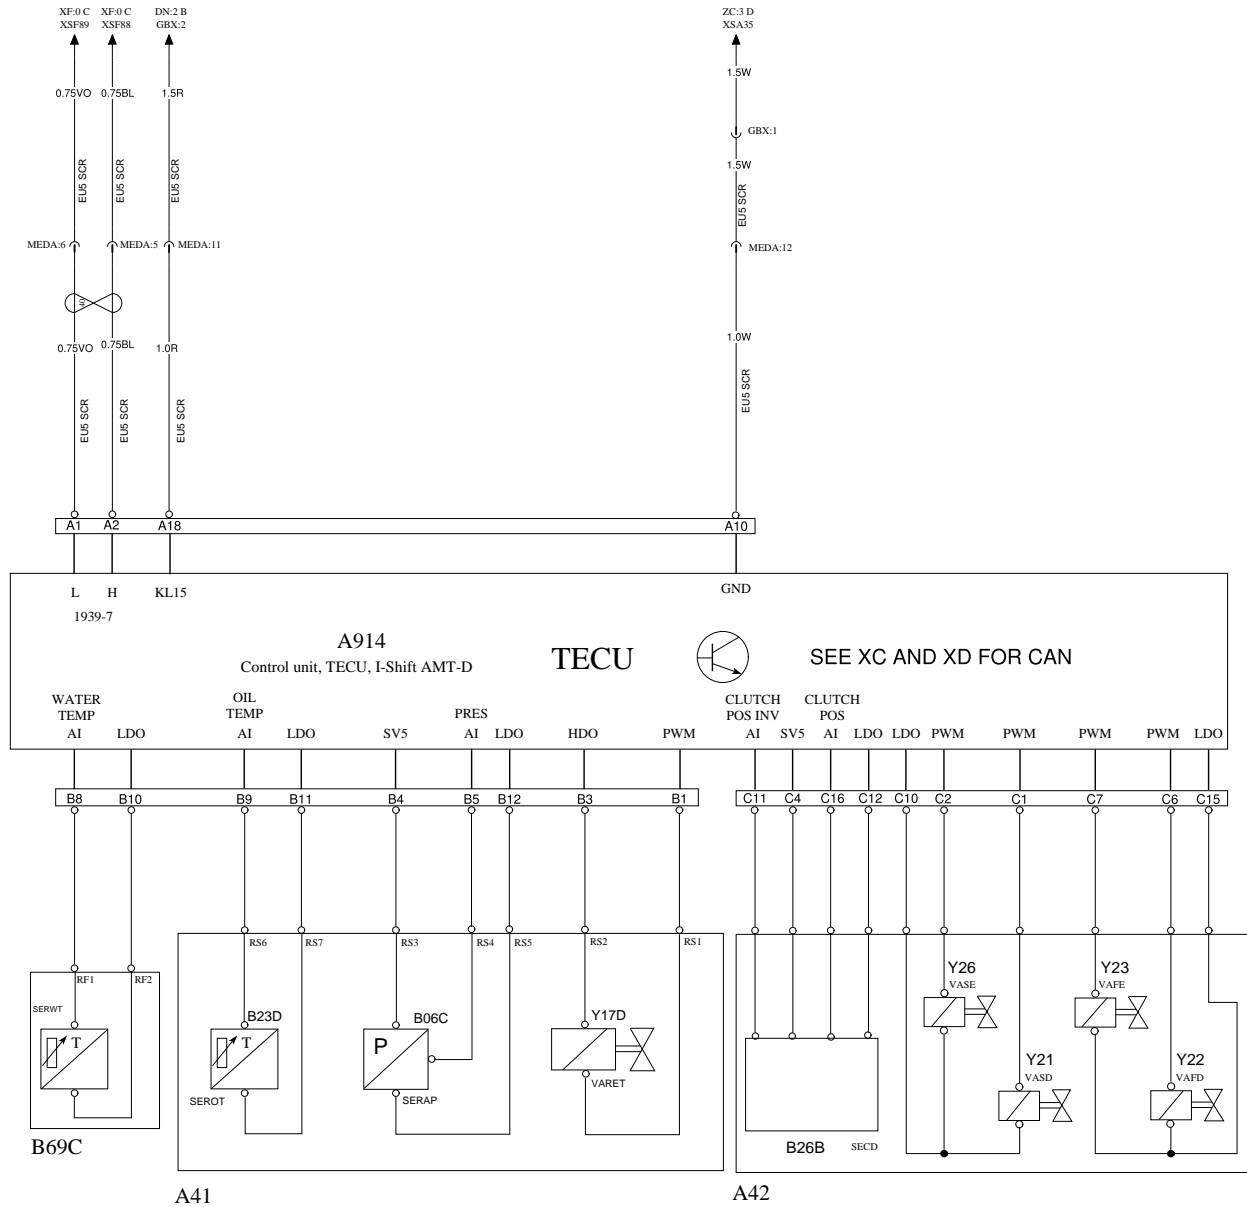 XF:0 C XF:0 C DN:2 B ZC:3 D
XSF89 XSF88 GBX:2 XSA35
1.5W
0.75VO 0.75BL 1.5R
GBX:1
1.5W
EU5 SCR EU5 SCR EU5 SCR EU5 SCR
MEDA:6 MEDA:5 MEDA:11 MEDA:12
40
1.0W
0.75VO 0.75BL 1.0R
EU5 SCR EU5 SCR EU5 SCR EU5 SCR
A1 A2 A18 A10
L H KL15 GND
1939-7
A914
Control unit, TECU, I-Shift AMT-D
TECU
SEE XC AND XD FOR CAN
WATER OIL CLUTCH CLUTCH
TEMP TEMP PRES POS INV POS
AI LDO AI LDO SV5 AI LDO HDO PWM AI SV5 AI LDO LDO PWM PWM PWM PWM LDO
B8 B10 B9 B11 B4 B5 B12 B3 B1 C11 C4 C16 C12 C10 C2 C1 C7 C6 C15
RS6 RS7 RS3 RS4 RS5 RS2 RS1
RF1 RF2
Y26 Y23
VASE VAFE
SERWT
B23D B06C Y17D
T T P
Y21 Y22
VASD VAFD
VARET
SEROT SERAP
B69C
B26B SECD
A41 A42